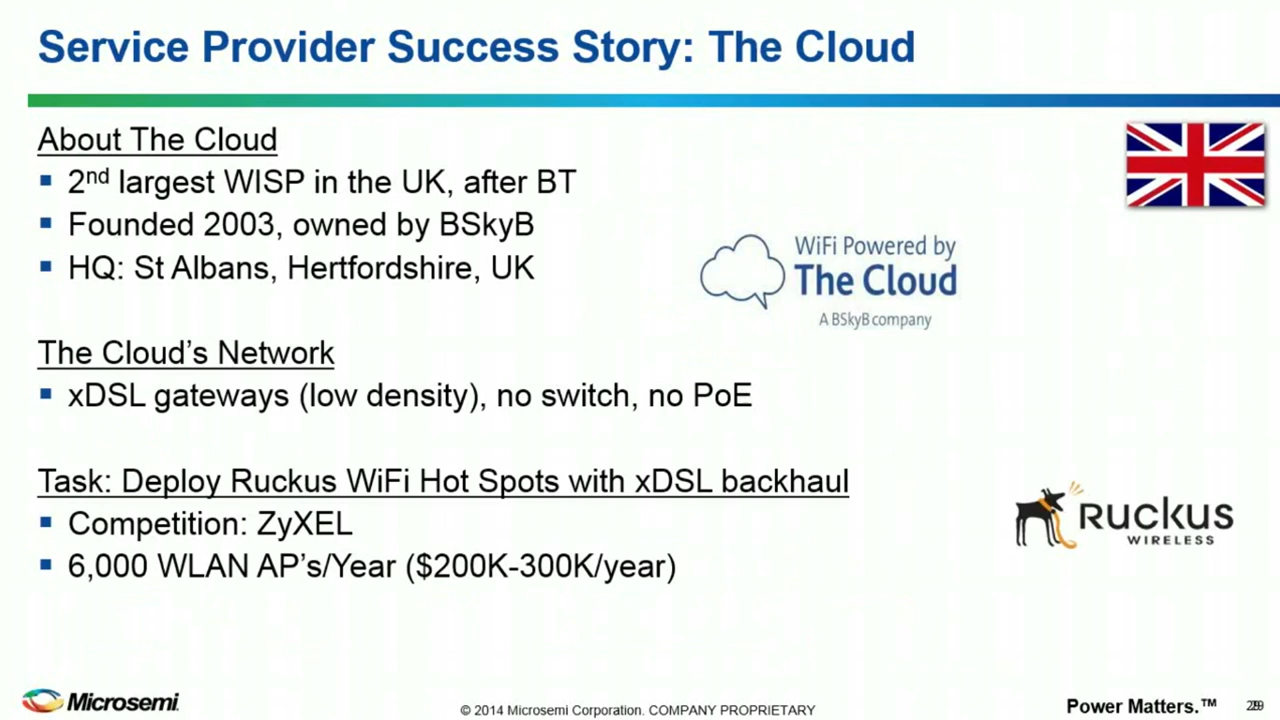 Service Provider Success Story: The Cloud
About The Cloud
▪ 2nd largest WISP in the UK, after BT
▪ Founded 2003, owned by BSkyB
▪ HQ: St Albans, Hertfordshire, UK
WiFi Powered by
The Cloud
A BSkyB company
The Cloud’s Network
▪ xDSL gateways (low density), no switch, no PoE
Task: Deploy Ruckus WiFi Hot Spots with xDSL backhaul
▪ Competition: ZyXEL
▪ 6,000 WLAN AP’s/Year ($200K-300K/year)
Ruckus
WIRELESS
Microsemi
© 2014 Microsemi Corporation. COMPANY PROPRIETARY
Power Matters.™